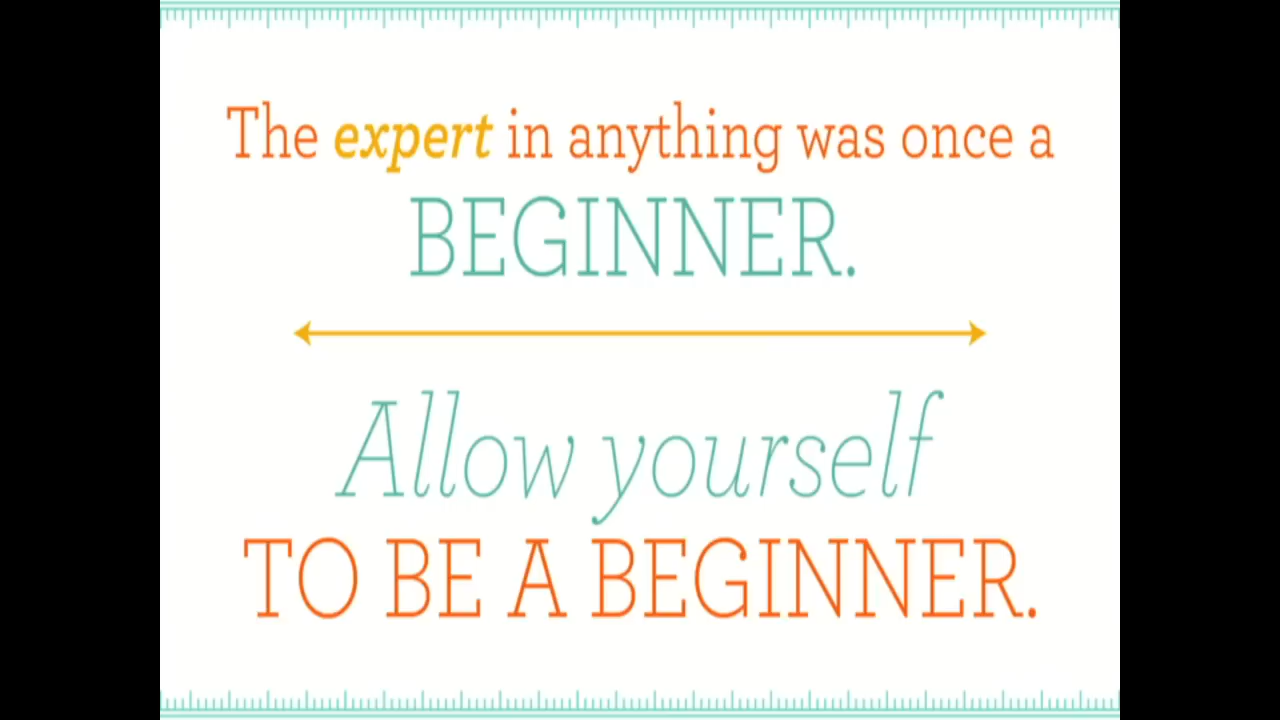 The expert in anything was once a
BEGINNER.
Allow yourself
TO BE A BEGINNER.